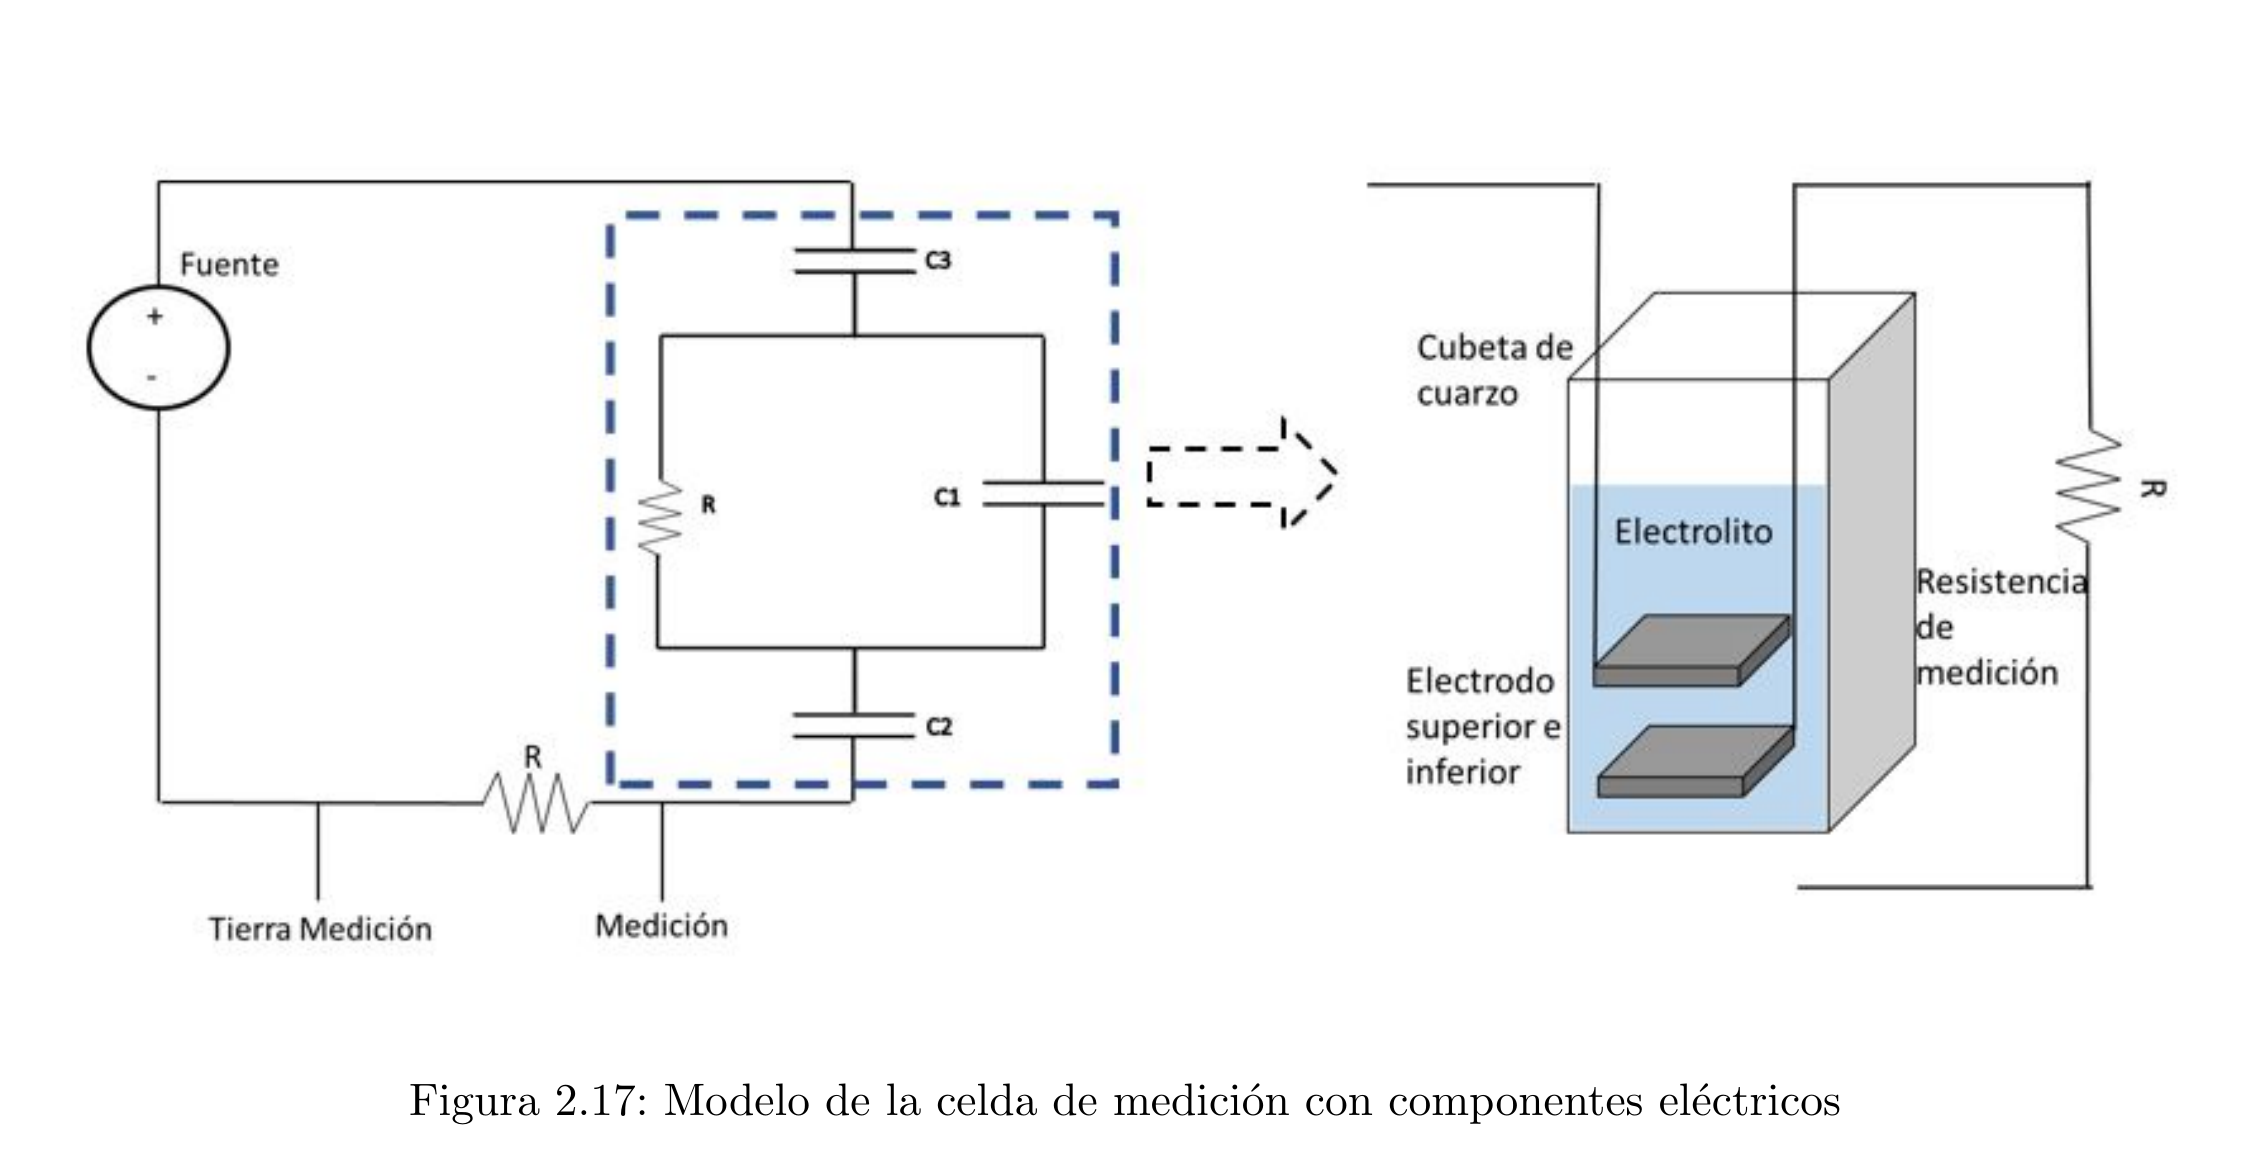 Fuente
+
-
C3
R
C1
C2
R
Tierra Medición
Medición
Cubeta de
cuarzo
Electrolito
R
Resistencia
de
medición
Electrodo
superior e
inferior
Figura 2.17: Modelo de la celda de medición con componentes eléctricos